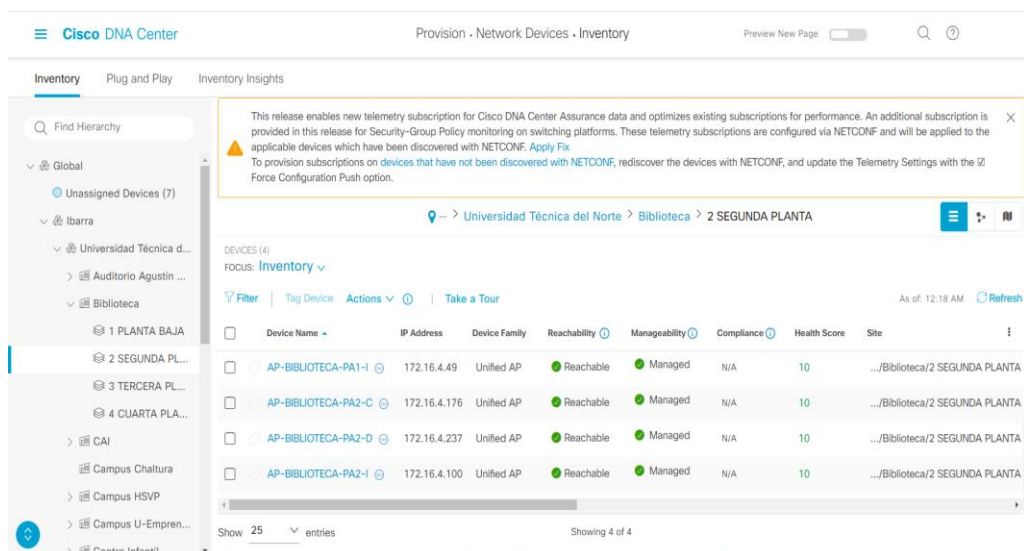 Cisco DNA Center
Provision · Network Devices · Inventory
Preview New Page
Inventory Plug and Play Inventory Insights
Find Hierarchy
Global
Unassigned Devices (7)
Ibarra
Universidad Técnica d...
Auditorio Agustín ...
Biblioteca
1 PLANTA BAJA
2 SEGUNDA PL...
3 TERCERA PL...
4 CUARTA PLA...
CAI
Campus Chaltura
Campus HSVP
Campus U-Empren...
Centro Infantil
This release enables new telemetry subscription for Cisco DNA Center Assurance data and optimizes existing subscriptions for performance. An additional subscription is
provided in this release for Security-Group Policy monitoring on switching platforms. These telemetry subscriptions are configured via NETCONF and will be applied to the
applicable devices which have been discovered with NETCONF. Apply Fix
To provision subscriptions on devices that have not been discovered with NETCONF, rediscover the devices with NETCONF, and update the Telemetry Settings with the ☑
Force Configuration Push option.
... > Universidad Técnica del Norte > Biblioteca > 2 SEGUNDA PLANTA
DEVICES (4)
FOCUS: Inventory
Filter | Tag Device Actions | Take a Tour As of: 12:18 AM Refresh
Device Name IP Address Device Family Reachability Manageability Compliance Health Score Site
AP-BIBLIOTECA-PA1-I 172.16.4.49 Unified AP Reachable Managed N/A 10 .../Biblioteca/2 SEGUNDA PLANTA
AP-BIBLIOTECA-PA2-C 172.16.4.176 Unified AP Reachable Managed N/A 10 .../Biblioteca/2 SEGUNDA PLANTA
AP-BIBLIOTECA-PA2-D 172.16.4.237 Unified AP Reachable Managed N/A 10 .../Biblioteca/2 SEGUNDA PLANTA
AP-BIBLIOTECA-PA2-I 172.16.4.100 Unified AP Reachable Managed N/A 10 .../Biblioteca/2 SEGUNDA PLANTA
Show 25 entries Showing 4 of 4